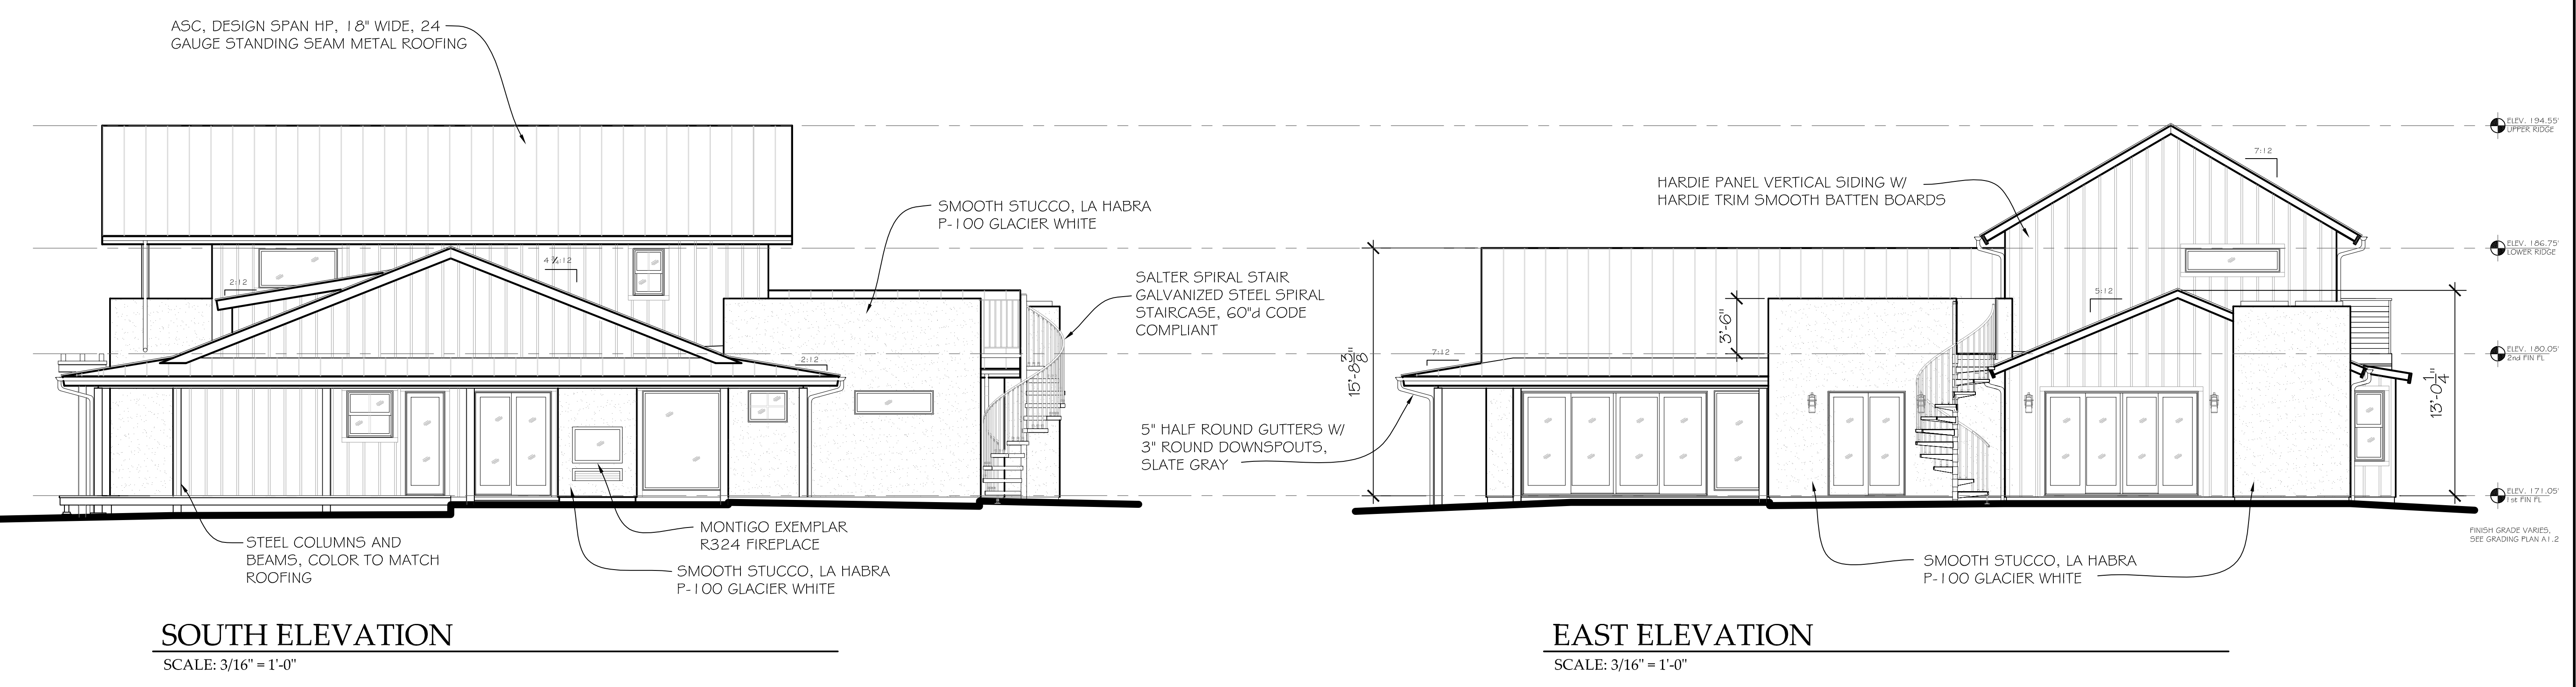 ASC, DESIGN SPAN HP, 18" WIDE, 24
GAUGE STANDING SEAM METAL ROOFING
SMOOTH STUCCO, LA HABRA
P-100 GLACIER WHITE
SALTER SPIRAL STAIR
GALVANIZED STEEL SPIRAL
STAIRCASE, 60"d CODE
COMPLIANT
2:12
4 ¾:12
2:12
STEEL COLUMNS AND
BEAMS, COLOR TO MATCH
ROOFING
MONTIGO EXEMPLAR
R324 FIREPLACE
SMOOTH STUCCO, LA HABRA
P-100 GLACIER WHITE
SOUTH ELEVATION
SCALE: 3/16" = 1'-0"
HARDIE PANEL VERTICAL SIDING W/
HARDIE TRIM SMOOTH BATTEN BOARDS
7:12
5:12
7:12
15'-8 3/8"
3'-6"
13'-0 1/4"
5" HALF ROUND GUTTERS W/
3" ROUND DOWNSPOUTS,
SLATE GRAY
SMOOTH STUCCO, LA HABRA
P-100 GLACIER WHITE
ELEV. 194.55'
UPPER RIDGE
ELEV. 186.75'
LOWER RIDGE
ELEV. 180.05'
2nd FIN FL
ELEV. 171.05'
1st FIN FL
FINISH GRADE VARIES,
SEE GRADING PLAN A1.2
EAST ELEVATION
SCALE: 3/16" = 1'-0"